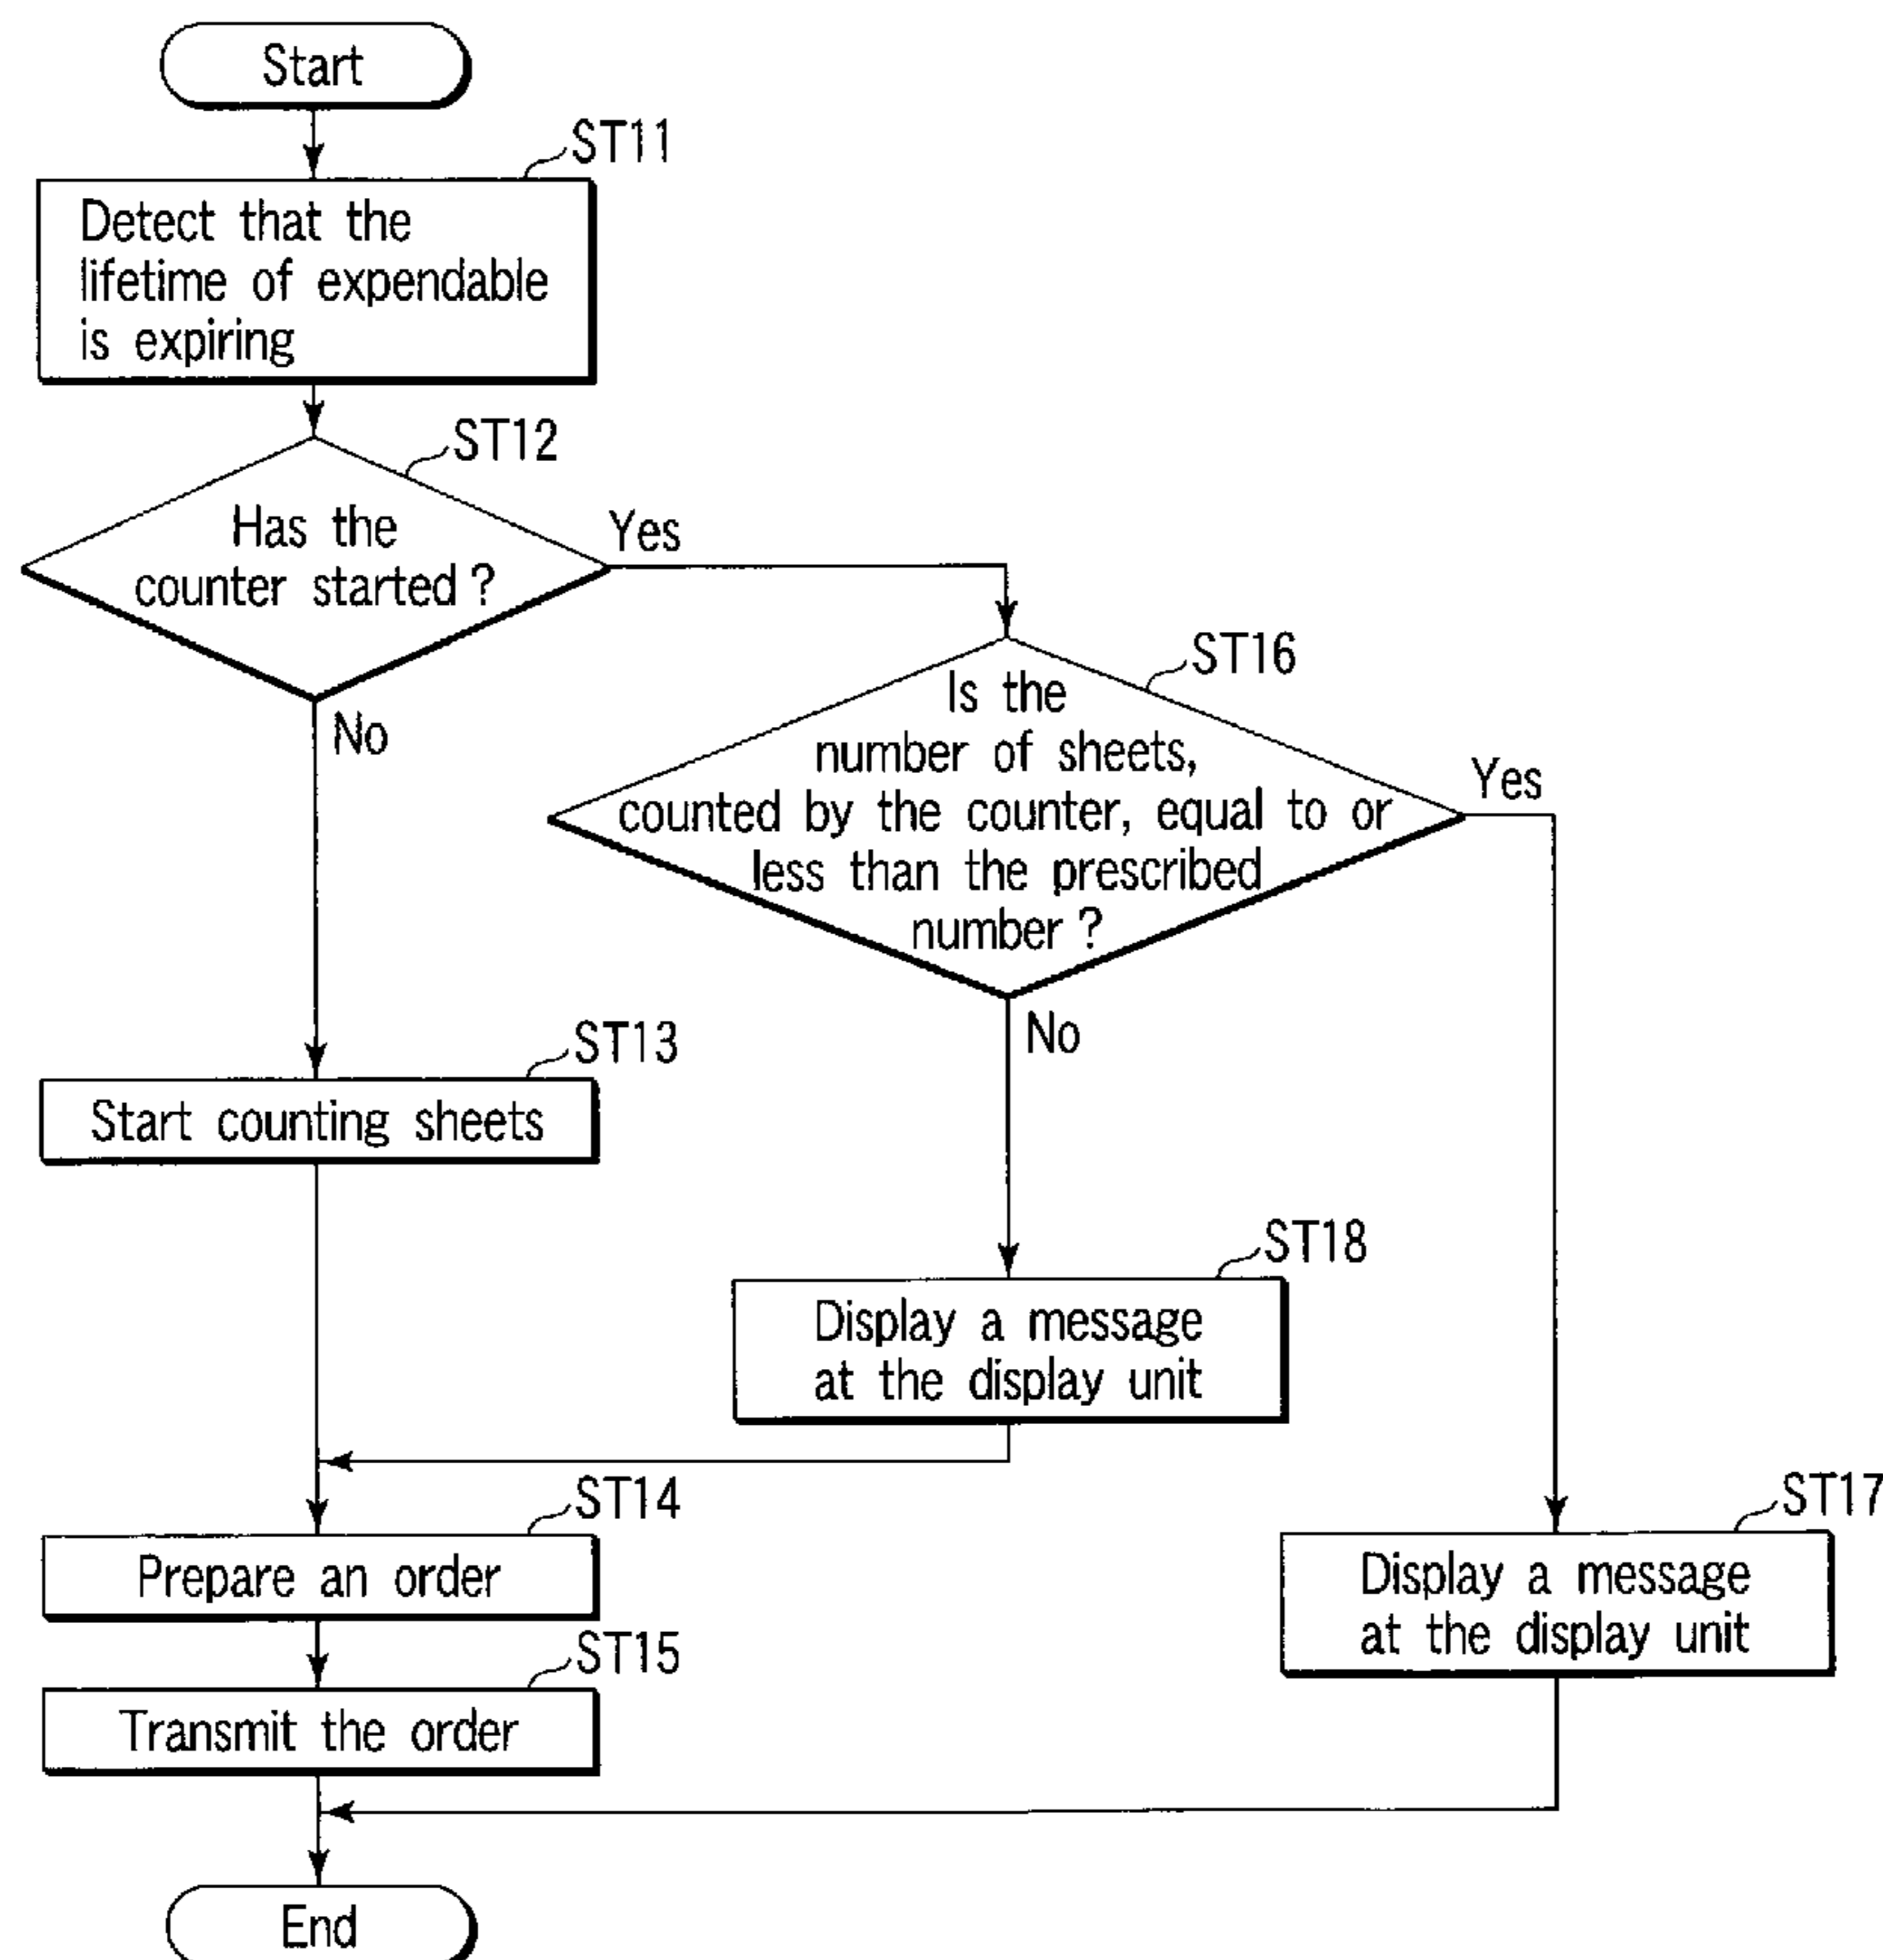 Start
ST11
Detect that the
lifetime of expendable
is expiring
ST12
Has the
counter started ?
Yes
No
ST16
Is the
number of sheets,
counted by the counter, equal to or
less than the prescribed
number ?
Yes
No
ST13
Start counting sheets
ST18
Display a message
at the display unit
ST14
Prepare an order
ST17
Display a message
at the display unit
ST15
Transmit the order
End